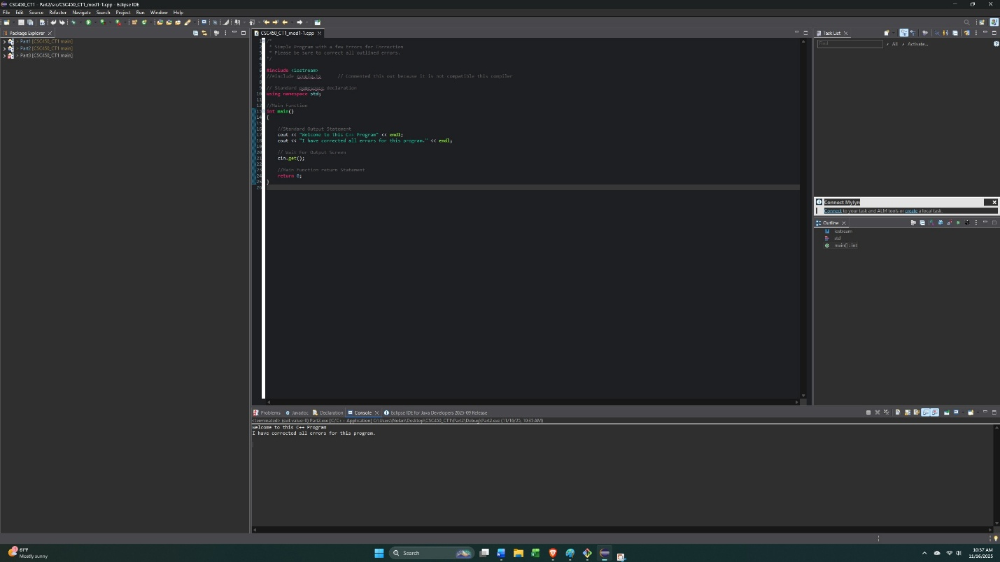 CSC450_CT1 - Part2/src/CSC450_CT1_mod1-1.cpp - Eclipse IDE
File Edit Source Refactor Navigate Search Project Run Window Help
Package Explorer
CSC450_CT1_mod1-1.cpp
Task List
> Part1 [CSC450_CT1 main]
> Part2 [CSC450_CT1 main]
> Part3 [CSC450_CT1 main]
Find
All
Activate...
1 /*
2 * Simple Program with a few Errors for Correction
3 * Please be sure to correct all outlined errors.
4 */
5
6 #include <iostream>
7 //#include <conio.h> // Commented this out because it is not compatible this compiler
8
9 // Standard namespace declaration
10 using namespace std;
11
12 //Main Function
13 int main()
14 {
15
16 //Standard Output Statement
17 cout << "Welcome to this C++ Program" << endl;
18 cout << "I have corrected all errors for this program." << endl;
19
20 // Wait For Output Screen
21 cin.get();
22
23 //Main Function return Statement
24 return 0;
25 }
26
Connect Mylyn
Connect to your task and ALM tools or create a local task.
Outline
iostream
std
main() : int
Problems Javadoc Declaration Console Eclipse IDE for Java Developers 2025-09 Release
<terminated> (exit value: 0) Part2.exe [C/C++ Application] C:\Users\Nolan\Desktop\CSC450_CT1\Part2\Debug\Part2.exe (11/16/25, 10:35 AM)
Welcome to this C++ Program
I have corrected all errors for this program.
61°F
Mostly sunny
Search
10:37 AM
11/16/2025